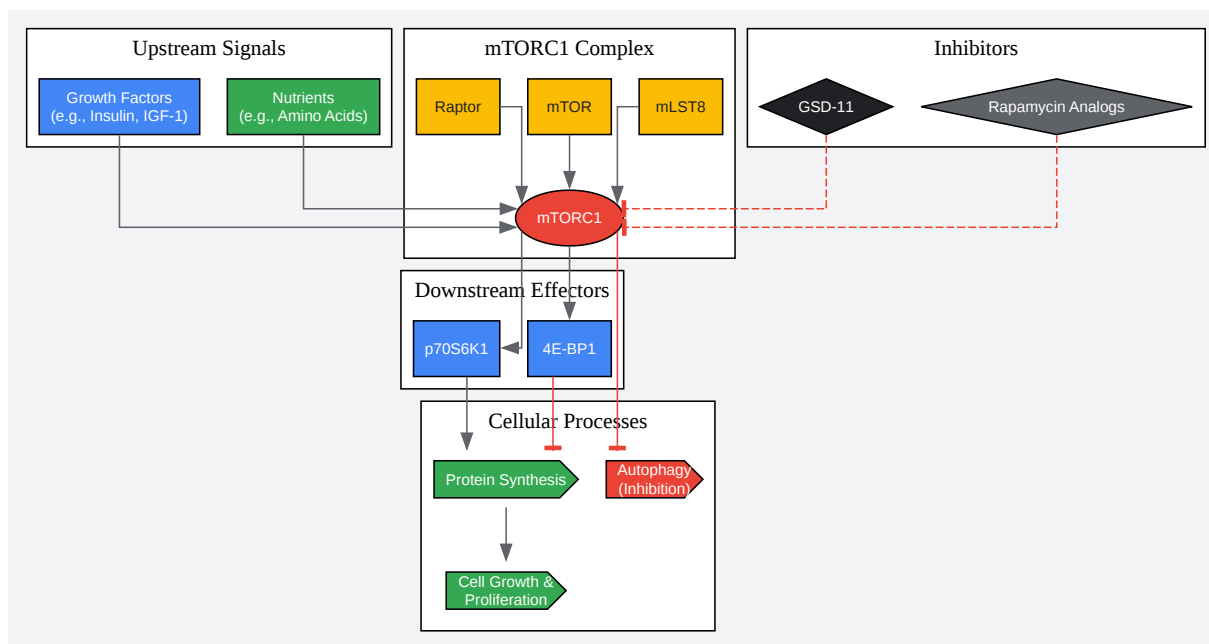 Upstream Signals
Growth Factors
(e.g., Insulin, IGF-1)
Nutrients
(e.g., Amino Acids)
mTORC1 Complex
Raptor
mTOR
mLST8
mTORC1
Inhibitors
GSD-11
Rapamycin Analogs
Downstream Effectors
p70S6K1
4E-BP1
Cellular Processes
Protein Synthesis
Autophagy
(Inhibition)
Cell Growth &
Proliferation